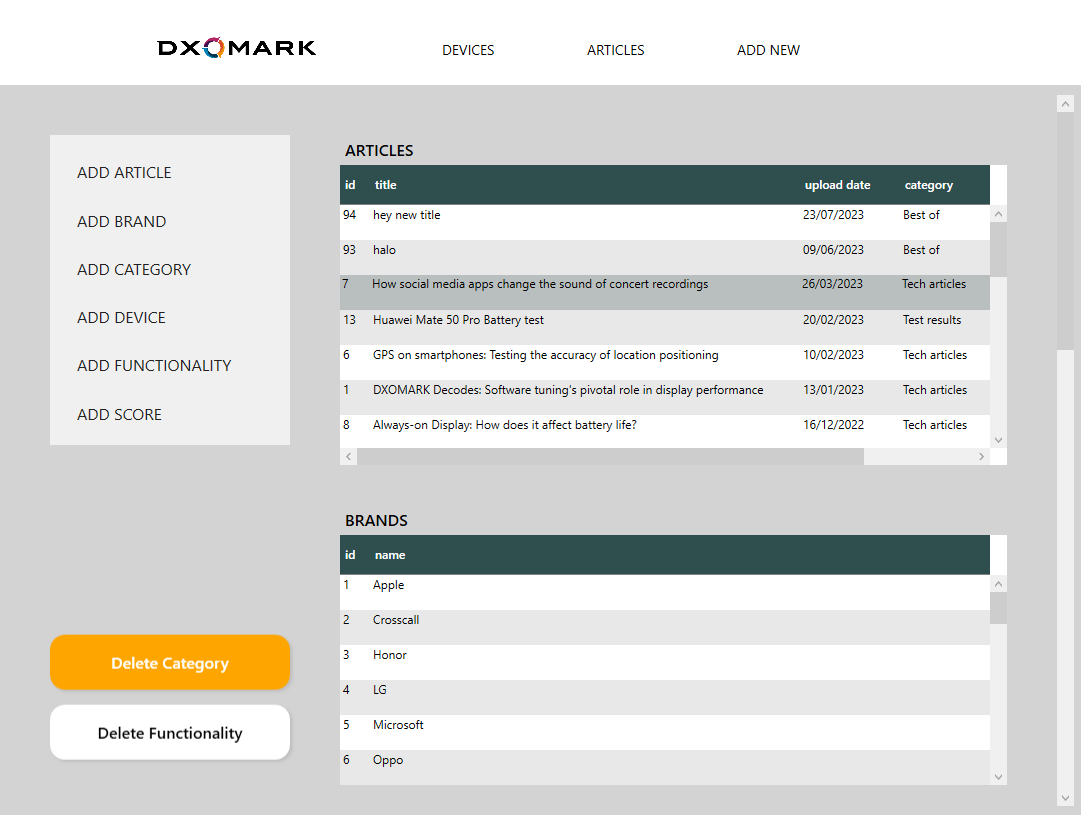 DXOMARK DEVICES ARTICLES ADD NEW
ADD ARTICLE
ADD BRAND
ADD CATEGORY
ADD DEVICE
ADD FUNCTIONALITY
ADD SCORE
Delete Category
Delete Functionality
ARTICLES
id title upload date category
94 hey new title 23/07/2023 Best of
93 halo 09/06/2023 Best of
7 How social media apps change the sound of concert recordings 26/03/2023 Tech articles
13 Huawei Mate 50 Pro Battery test 20/02/2023 Test results
6 GPS on smartphones: Testing the accuracy of location positioning 10/02/2023 Tech articles
1 DXOMARK Decodes: Software tuning's pivotal role in display performance 13/01/2023 Tech articles
8 Always-on Display: How does it affect battery life? 16/12/2022 Tech articles
BRANDS
id name
1 Apple
2 Crosscall
3 Honor
4 LG
5 Microsoft
6 Oppo